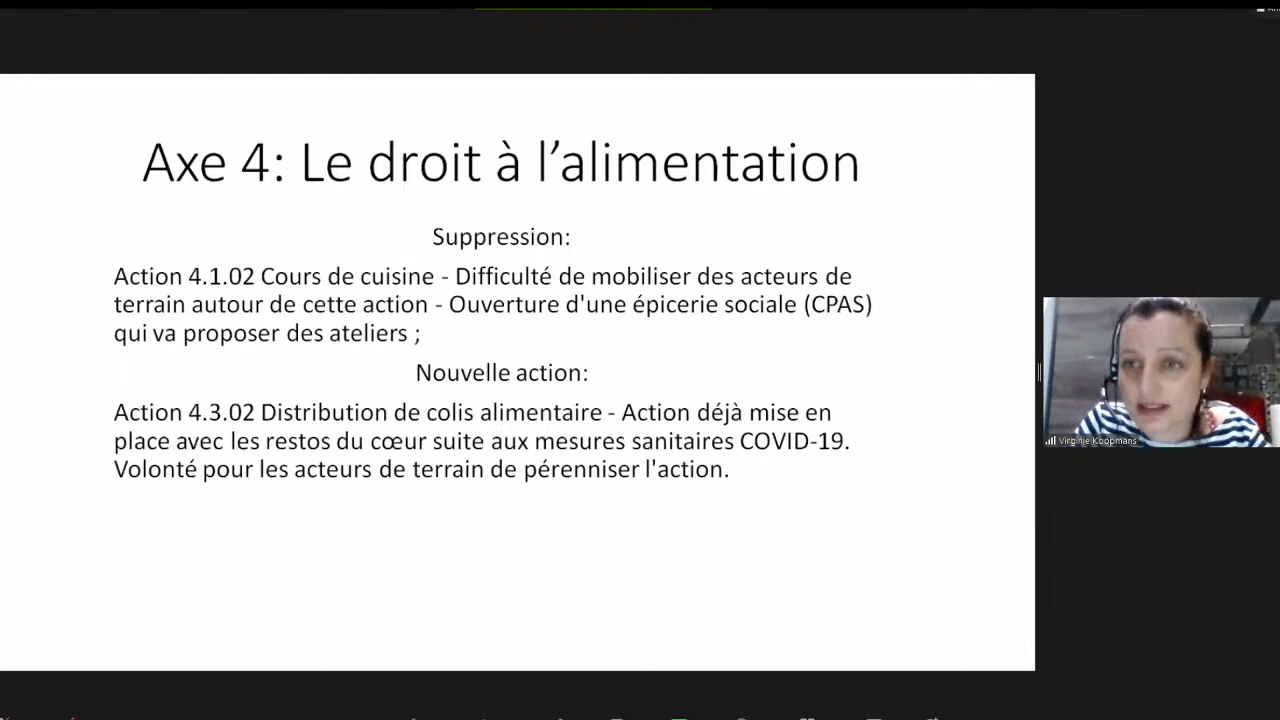 Axe 4: Le droit à l’alimentation
Suppression:
Action 4.1.02 Cours de cuisine - Difficulté de mobiliser des acteurs de
terrain autour de cette action - Ouverture d'une épicerie sociale (CPAS)
qui va proposer des ateliers ;
Nouvelle action:
Action 4.3.02 Distribution de colis alimentaire - Action déjà mise en
place avec les restos du cœur suite aux mesures sanitaires COVID-19.
Volonté pour les acteurs de terrain de pérenniser l'action.
Virginie Koopmans